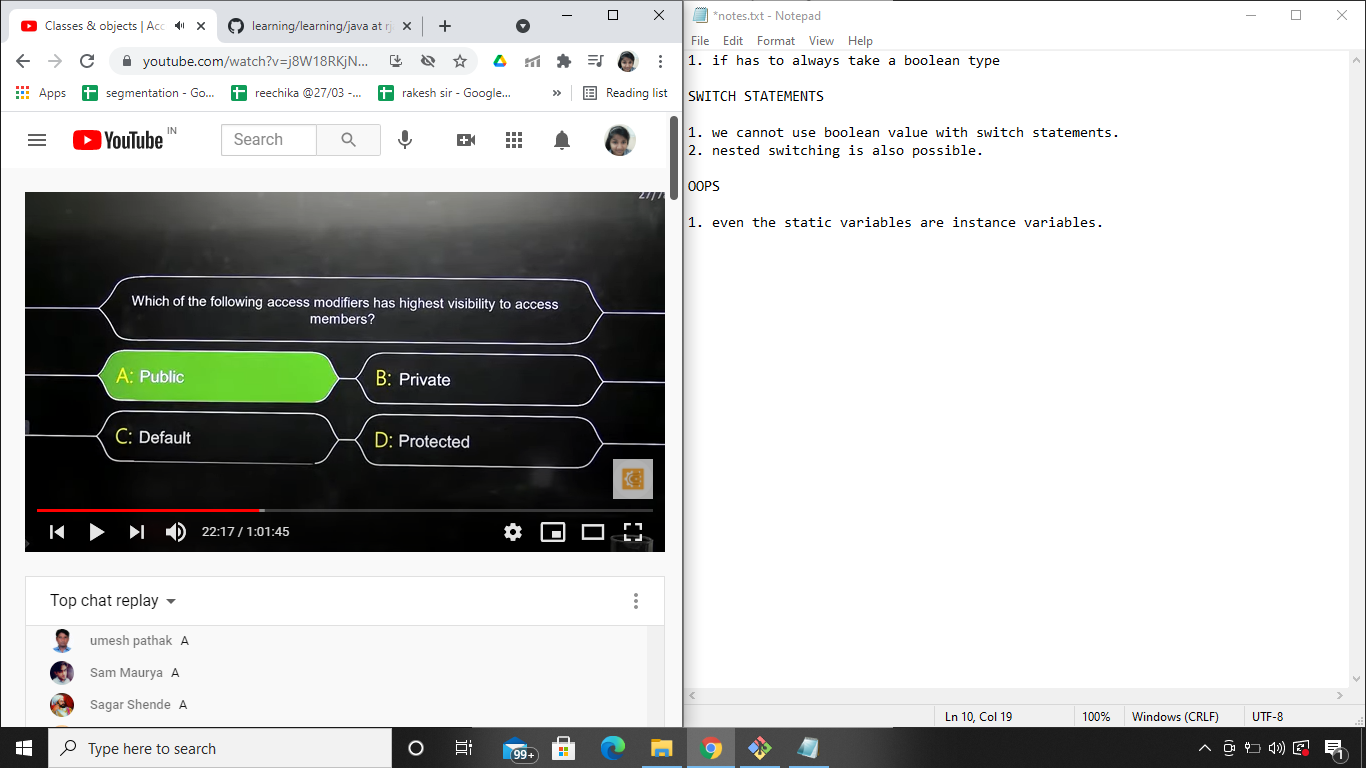 Classes & objects | Acc
learning/learning/java at rj
youtube.com/watch?v=j8W18RKjN...
Apps
segmentation - Go...
reechika @27/03 -...
rakesh sir - Google...
»
Reading list
YouTube IN
Search
27/7
Which of the following access modifiers has highest visibility to access
members?
A: Public
B: Private
C: Default
D: Protected
22:17 / 1:01:45
Top chat replay
umesh pathak A
Sam Maurya A
Sagar Shende A
*notes.txt - Notepad
File Edit Format View Help
1. if has to always take a boolean type
SWITCH STATEMENTS
1. we cannot use boolean value with switch statements.
2. nested switching is also possible.
OOPS
1. even the static variables are instance variables.
Ln 10, Col 19
100%
Windows (CRLF)
UTF-8
Type here to search
99+
1